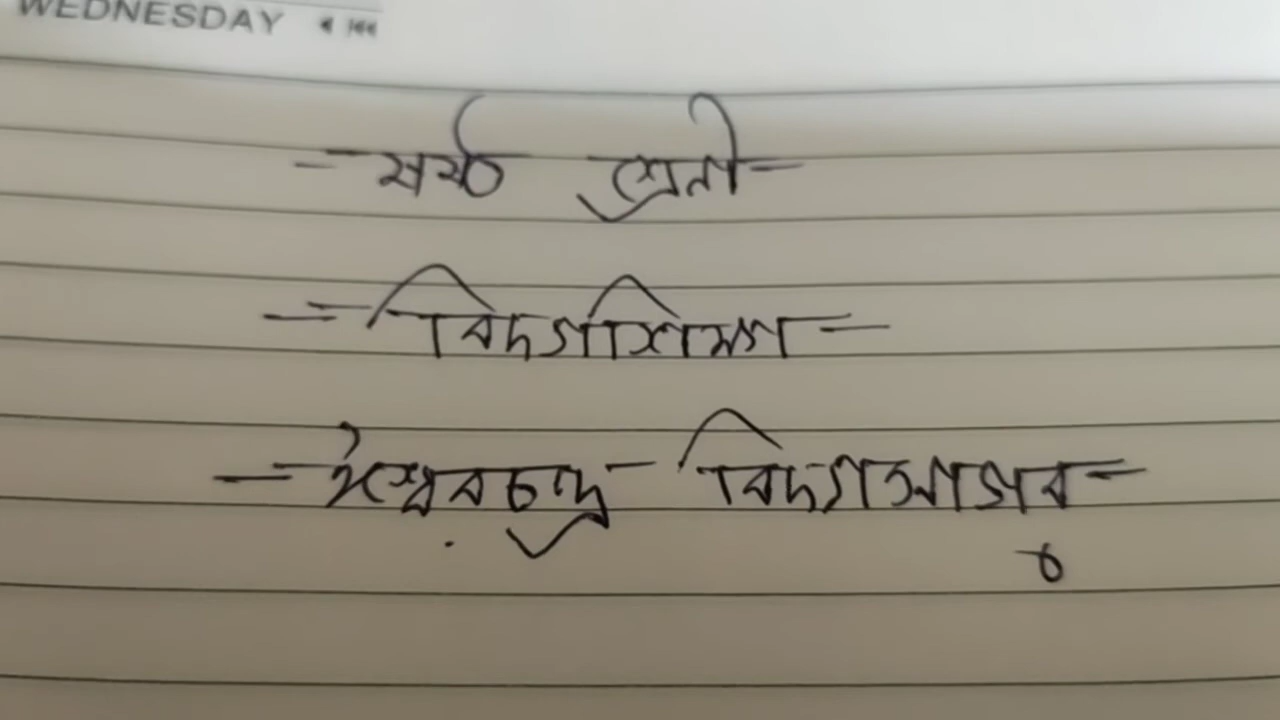 WEDNESDAY
- ষষ্ঠ শ্রেনী -
= বিদ্যাশিক্ষা =
= ঈশ্বরচন্দ্র বিদ্যাসাগর =